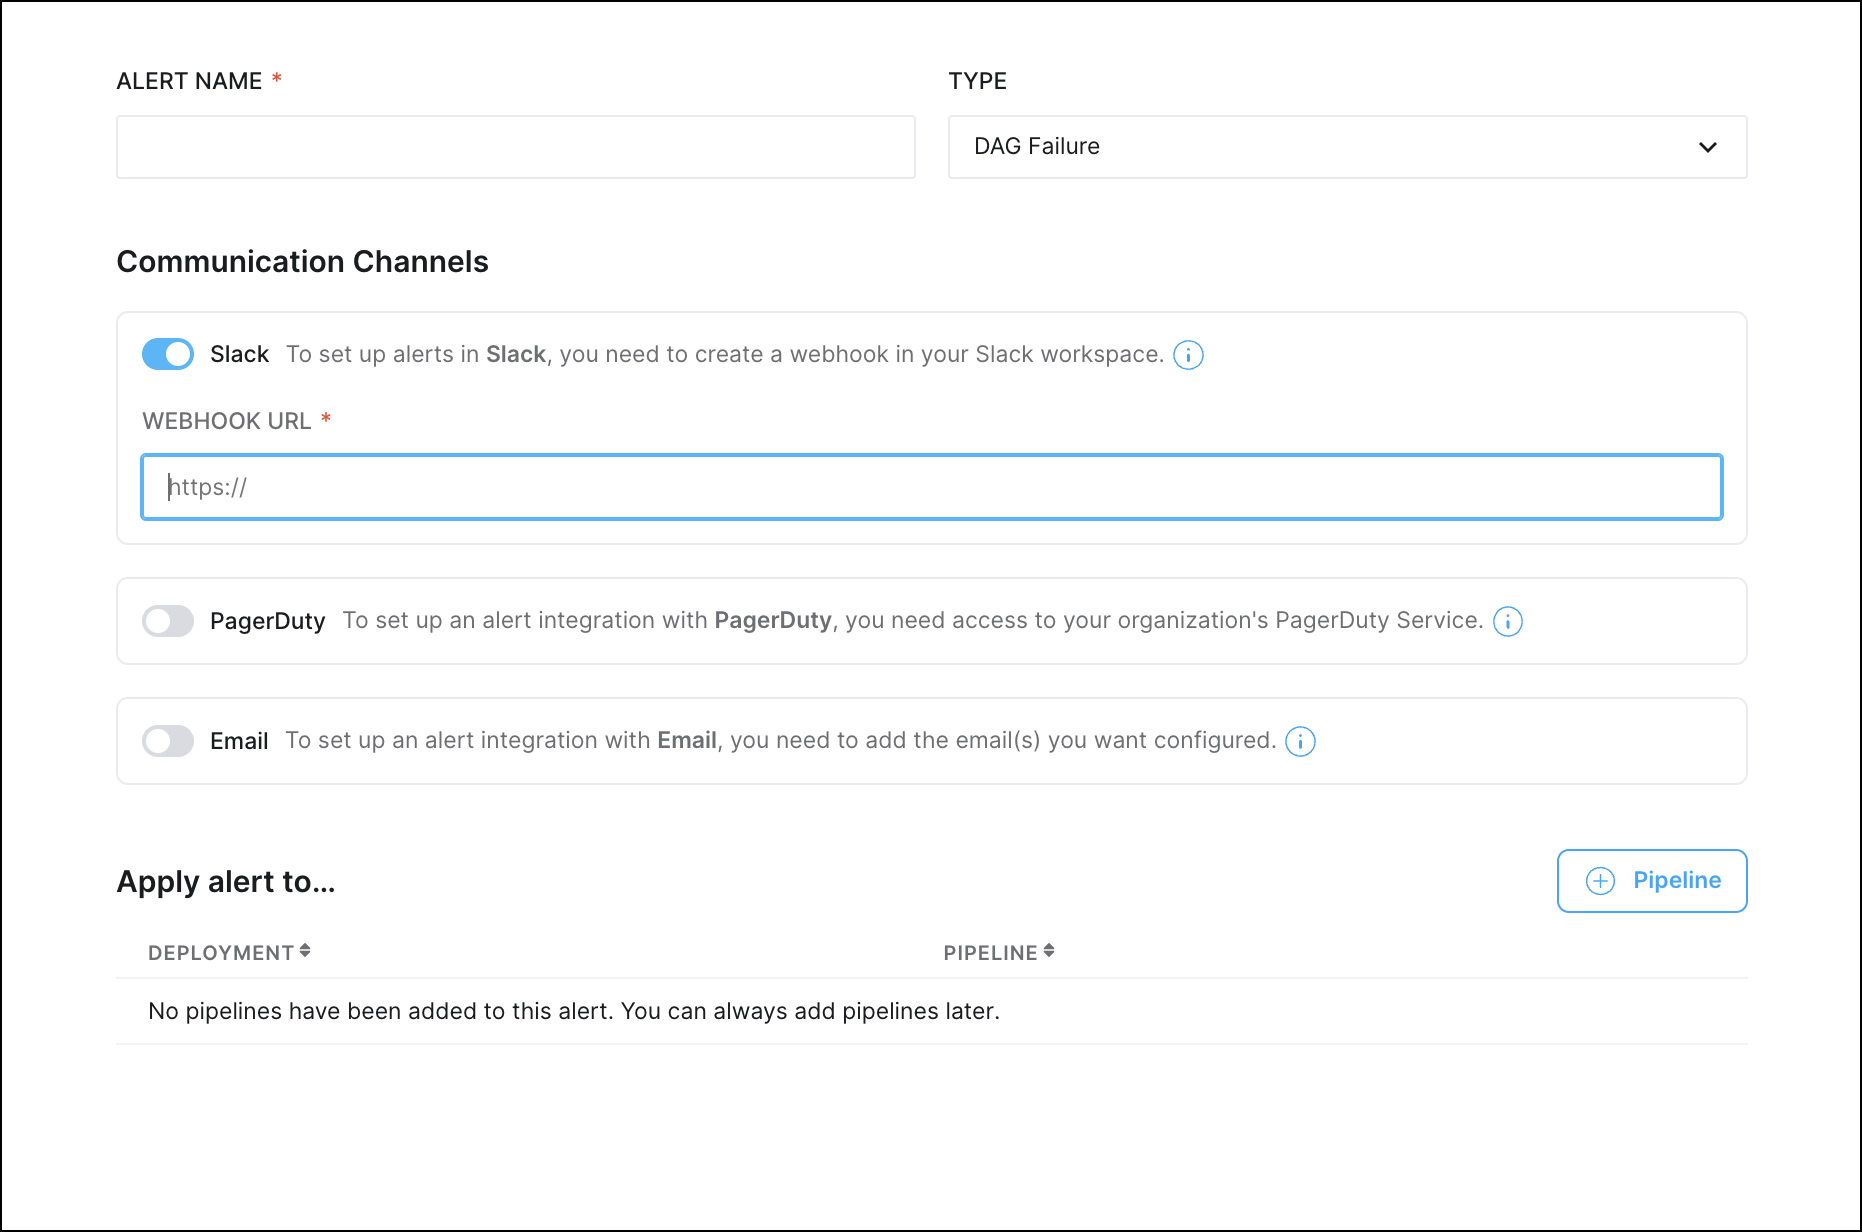 ALERT NAME *
TYPE
DAG Failure
Communication Channels
Slack To set up alerts in Slack, you need to create a webhook in your Slack workspace.
WEBHOOK URL *
https://
PagerDuty To set up an alert integration with PagerDuty, you need access to your organization's PagerDuty Service.
Email To set up an alert integration with Email, you need to add the email(s) you want configured.
Apply alert to...
Pipeline
DEPLOYMENT
PIPELINE
No pipelines have been added to this alert. You can always add pipelines later.